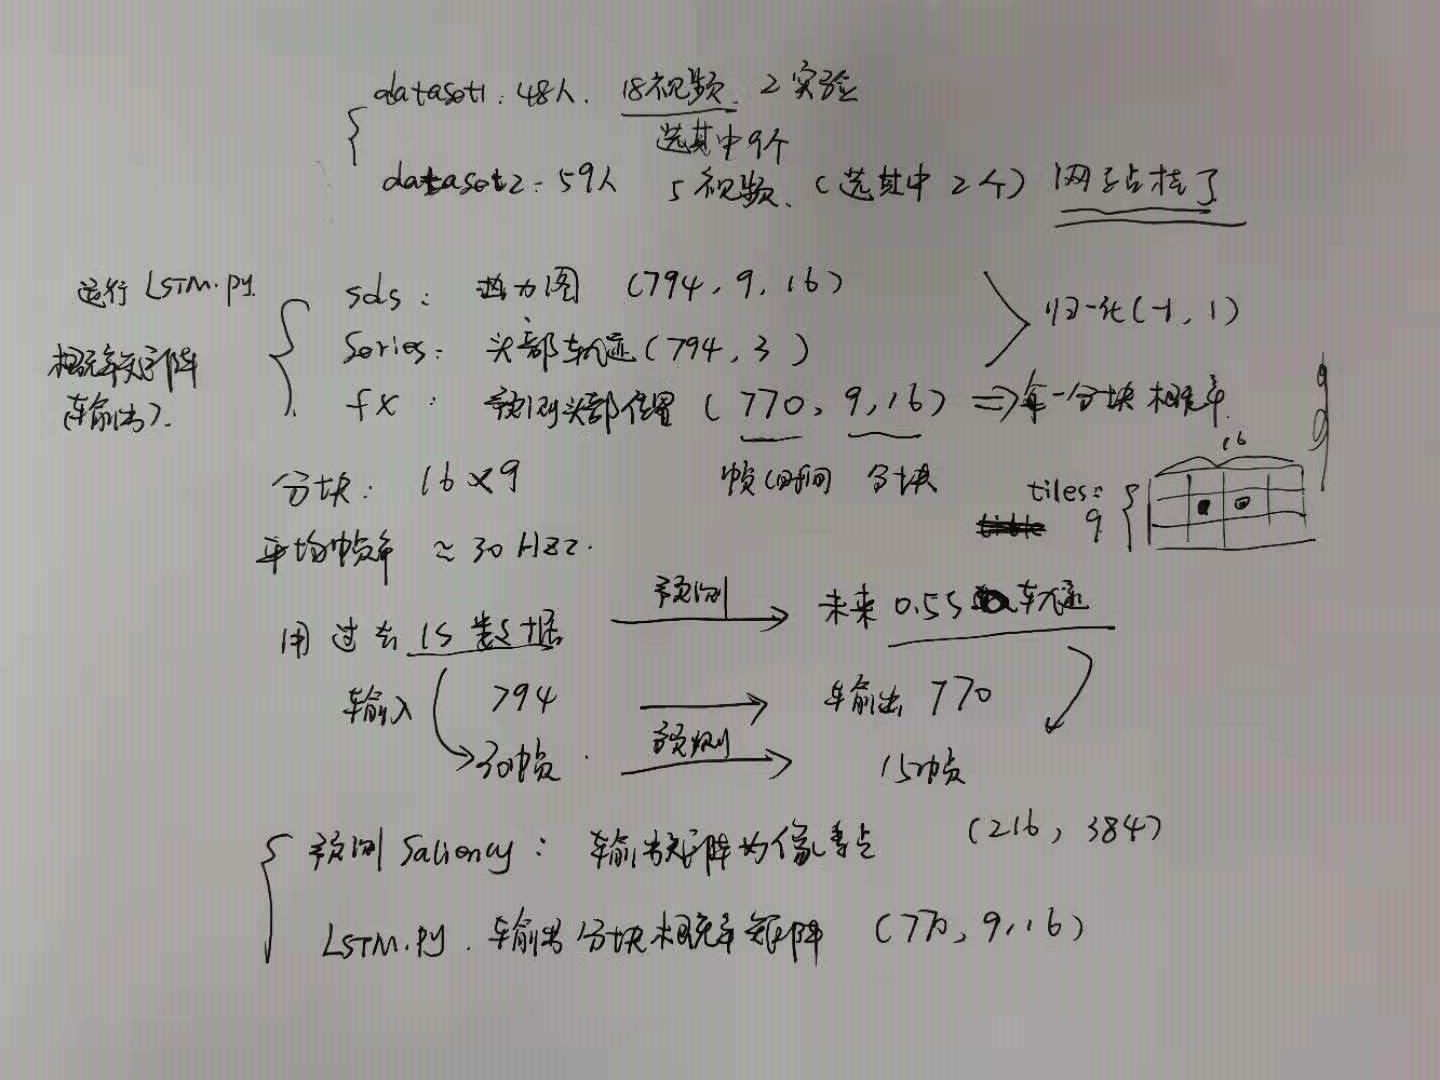 dataset1: 48人. 18视频. 2实验
选其中9个
dataset2: 59人 5视频、(选其中2个) 网站挂了
运行 LSTM.py.
概率矩阵
(输出).
sds: 热力图 (794, 9, 16)
Series: 头部轨迹 (794, 3)
归一化(-1, 1)
fx: 预测头部位置 (770, 9, 16) => 每一分块概率.
帧(时间) 分块
分块: 16×9
tiles:
16
9
平均帧率 ≈ 30 HZ.
用过去1S数据 预测 未来 0.5S 轨迹
输入 794 输出 770
30帧 预测 15帧
预测 Saliency: 输出矩阵为像素点 (216, 384)
LSTM.py. 输出分块概率矩阵 (770, 9, 16)